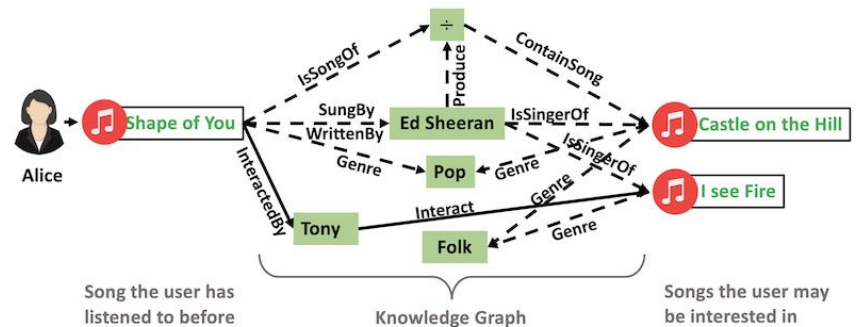 ÷
IsSongOf
ContainSong
Produce
SungBy
Ed Sheeran
IsSingerOf
Shape of You
Castle on the Hill
WrittenBy
IsSingerOf
Alice
Genre
Pop
Genre
I see Fire
InteractedBy
Genre
Interact
Tony
Genre
Folk
Song the user has
listened to before
Knowledge Graph
Songs the user may
be interested in